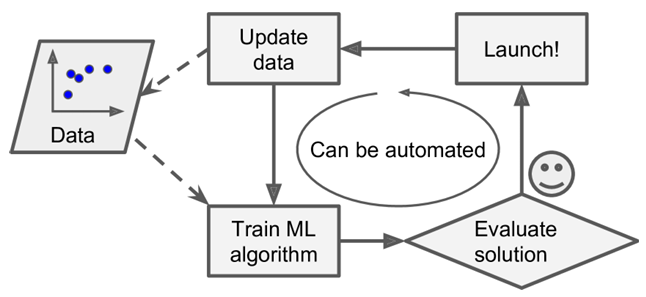 Update
data
Launch!
Data
Can be automated
Train ML
algorithm
Evaluate
solution